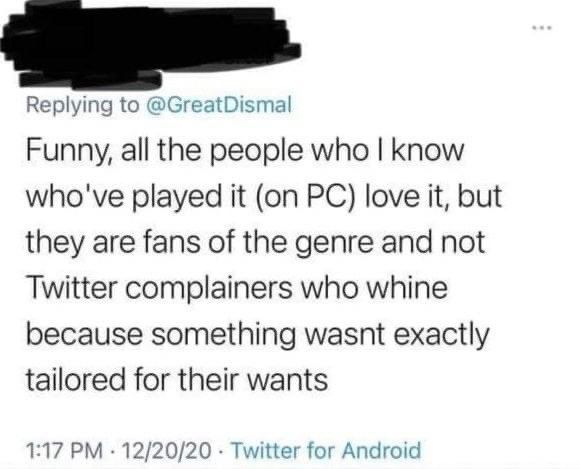 Replying to @GreatDismal
Funny, all the people who I know
who've played it (on PC) love it, but
they are fans of the genre and not
Twitter complainers who whine
because something wasnt exactly
tailored for their wants
1:17 PM · 12/20/20 · Twitter for Android